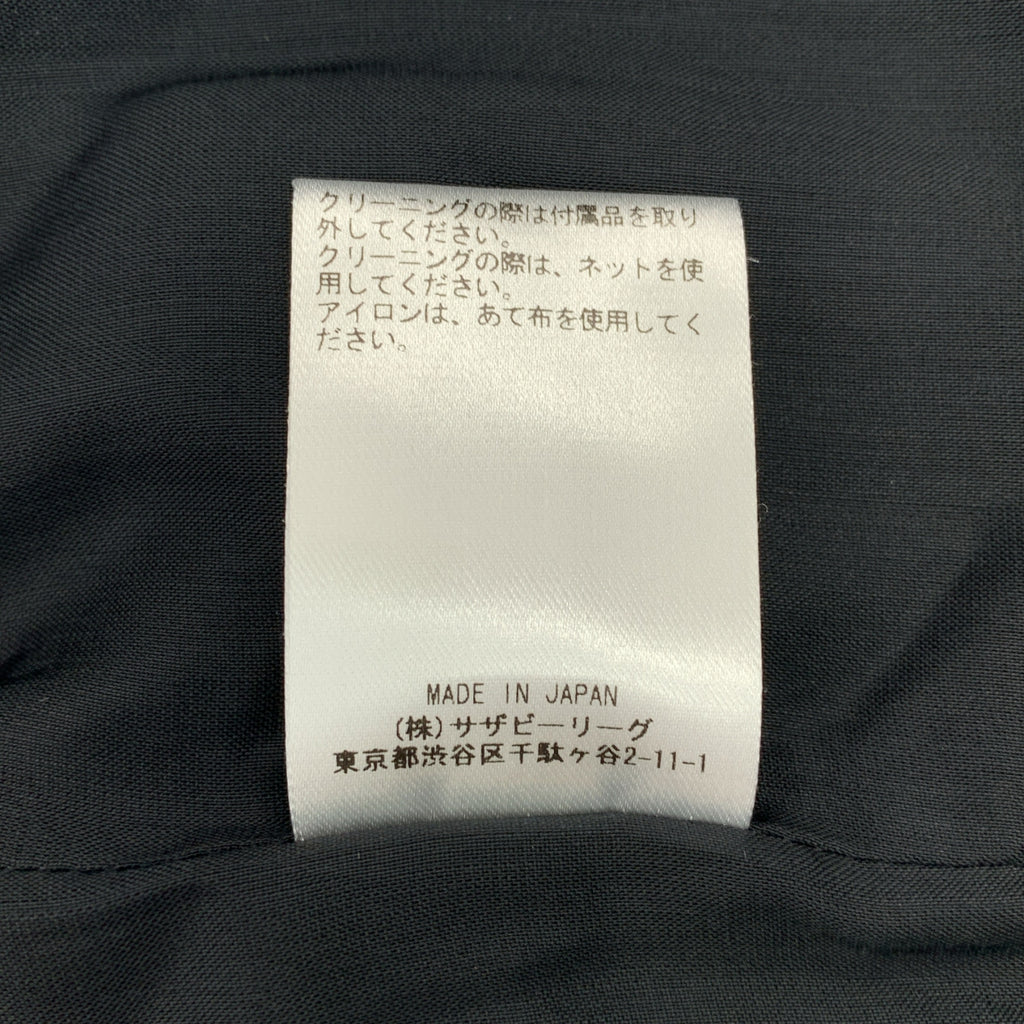 クリーニングの際は付属品を取り
外してください。
クリーニングの際は、ネットを使
用してください。
アイロンは、あて布を使用してく
ださい。
MADE IN JAPAN
(株)サザビーリーグ
東京都渋谷区千駄ヶ谷2-11-1